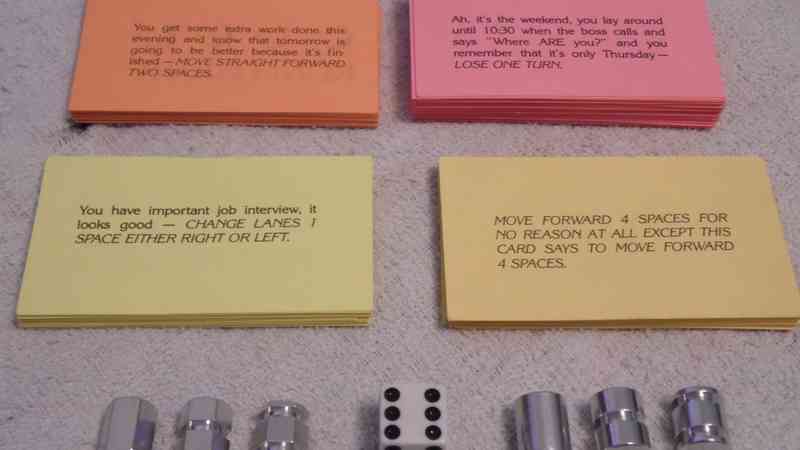 You get some extra work done this
evening and know that tomorrow is
going to be better because it's fin-
ished — MOVE STRAIGHT FORWARD
TWO SPACES.
Ah, it's the weekend, you lay around
until 10:30 when the boss calls and
says "Where ARE you?" and you
remember that it's only Thursday—
LOSE ONE TURN.
You have important job interview, it
looks good — CHANGE LANES 1
SPACE EITHER RIGHT OR LEFT.
MOVE FORWARD 4 SPACES FOR
NO REASON AT ALL EXCEPT THIS
CARD SAYS TO MOVE FORWARD
4 SPACES.